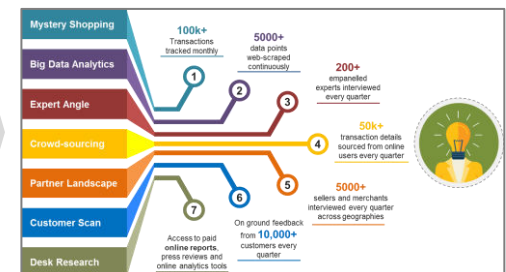 Mystery Shopping
Big Data Analytics
Expert Angle
Crowd-sourcing
Partner Landscape
Customer Scan
Desk Research
100k+
Transactions
tracked monthly
1
5000+
data points
web-scraped
continuously
2
200+
empanelled
experts interviewed
every quarter
3
50k+
transaction details
sourced from online
users every quarter
4
5000+
sellers and merchants
interviewed every quarter
across geographies
5
On ground feedback
from 10,000+
customers every
quarter
6
Access to paid
online reports,
press reviews and
online analytics tools
7